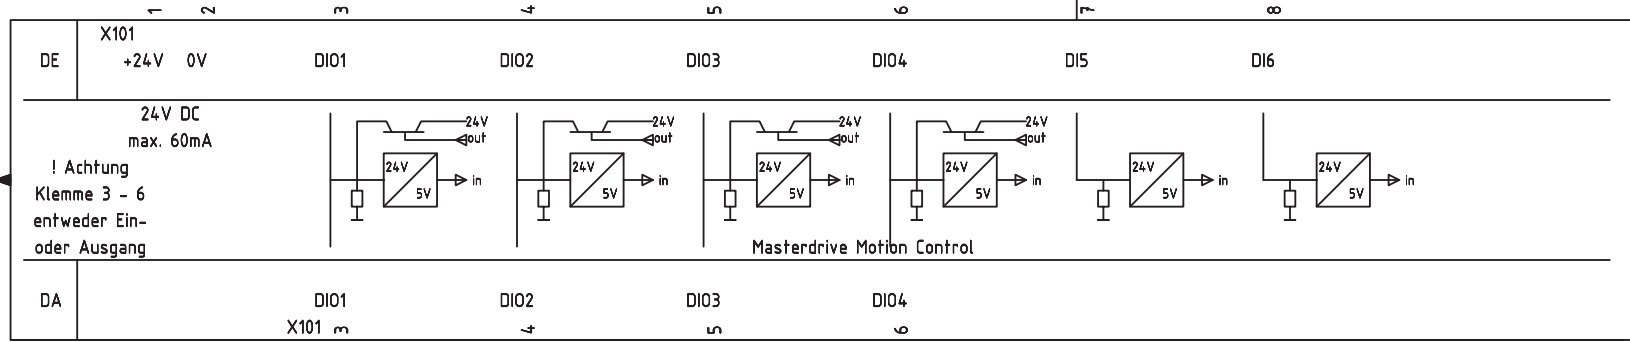 1 2 3 4 5 6 7 8
X101
DE +24V 0V DIO1 DIO2 DIO3 DIO4 DI5 DI6
24V DC
max. 60mA
! Achtung
Klemme 3 - 6
entweder Ein-
oder Ausgang
24V 24V 24V 24V
out out out out
24V 24V 24V 24V 24V 24V
in in in in in in
5V 5V 5V 5V 5V 5V
Masterdrive Motion Control
DA DIO1 DIO2 DIO3 DIO4
X101 3 4 5 6